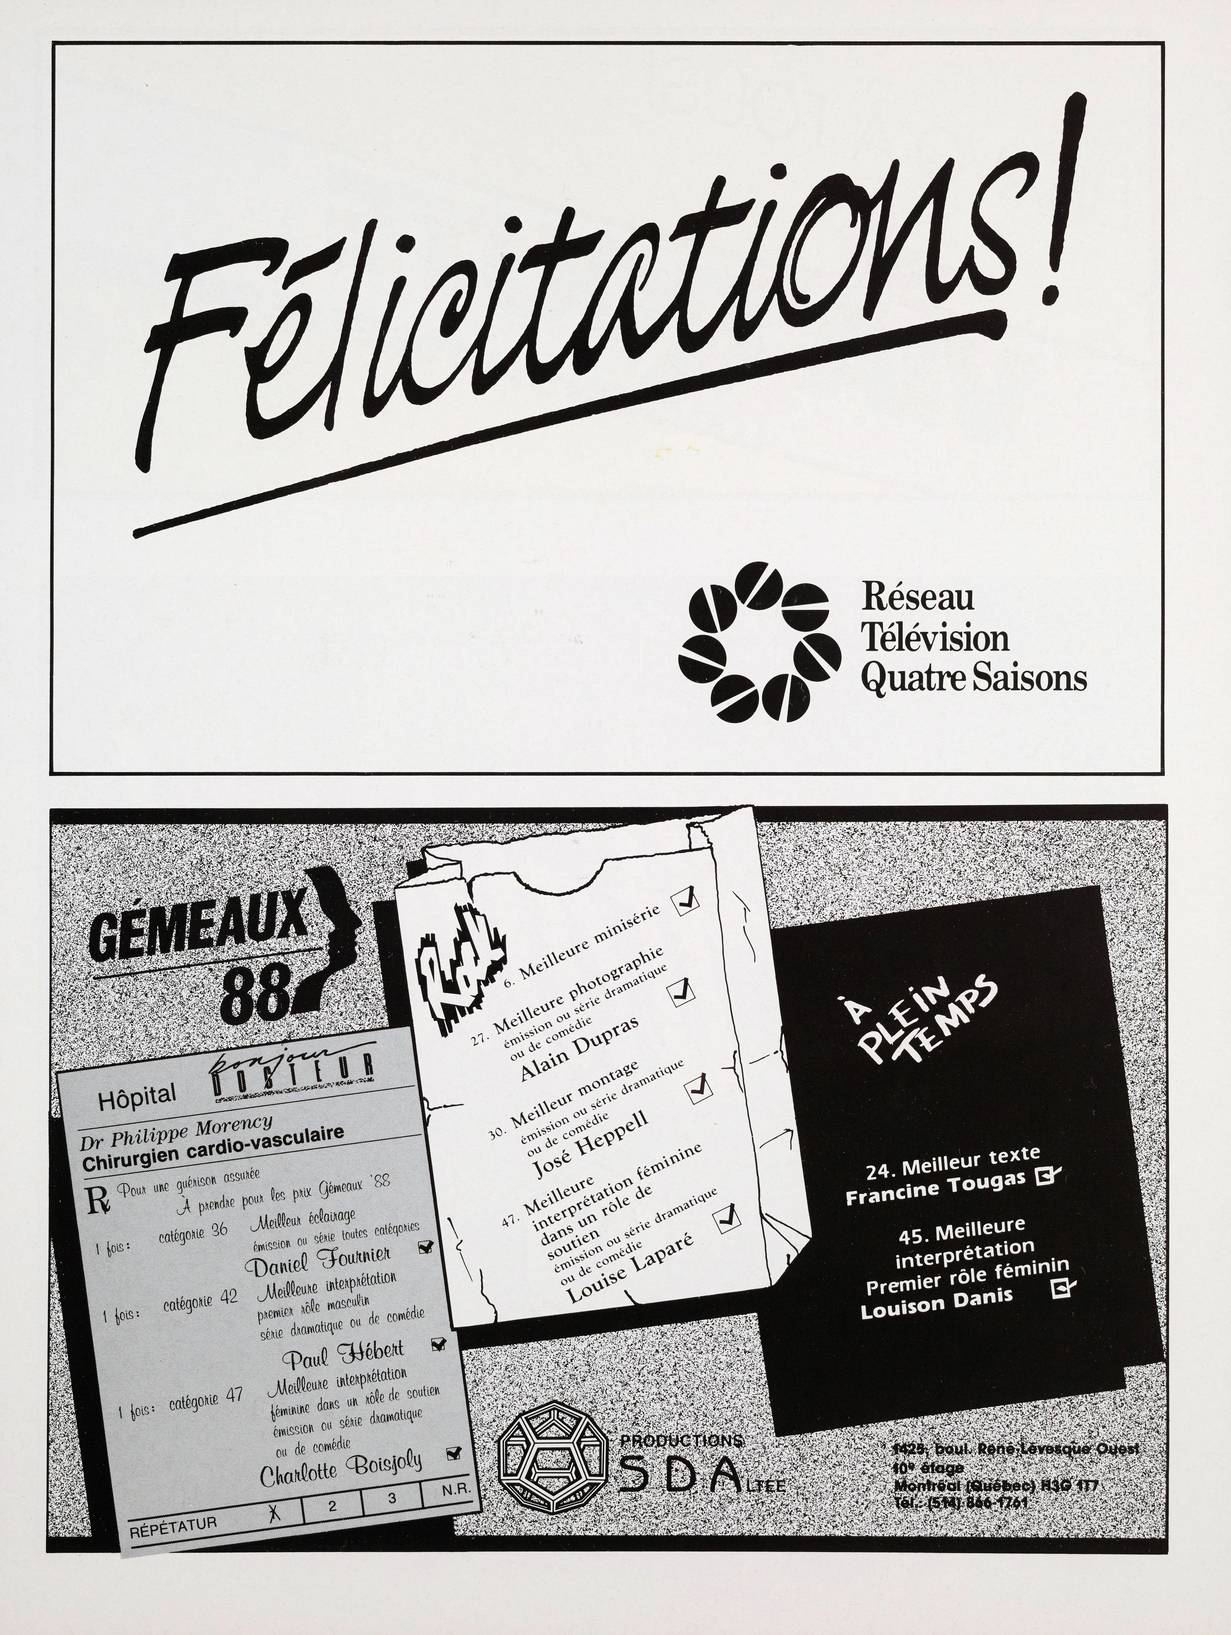 Félicitations!
Réseau
Télévision
Quatre Saisons
GÉMEAUX
88
Hôpital bonjour DOCTEUR
Dr Philippe Morency
Chirurgien cardio-vasculaire
R Pour une guérison assurée
À prendre pour les prix Gémeaux '88
1 fois: catégorie 36 Meilleur éclairage
émission ou série toutes catégories
Daniel Fournier
1 fois: catégorie 42 Meilleure interprétation
premier rôle masculin
série dramatique ou de comédie
Paul Hébert
1 fois: catégorie 47 Meilleure interprétation
féminine dans un rôle de soutien
émission ou série dramatique
ou de comédie
Charlotte Boisjoly
RÉPÉTATUR X 2 3 N.R.
Rock
6. Meilleure minisérie
27. Meilleure photographie
émission ou série dramatique
ou de comédie
Alain Dupras
30. Meilleur montage
émission ou série dramatique
ou de comédie
José Heppell
47. Meilleure
interprétation féminine
dans un rôle de
soutien
émission ou série dramatique
ou de comédie
Louise Laparé
À
PLEIN
TEMPS
24. Meilleur texte
Francine Tougas
45. Meilleure
interprétation
Premier rôle féminin
Louison Danis
PRODUCTIONS
SDA LTÉE
1425, boul. René-Lévesque Ouest
10e étage
Montréal (Québec) H3G 1T7
Tél.: (514) 866-1761